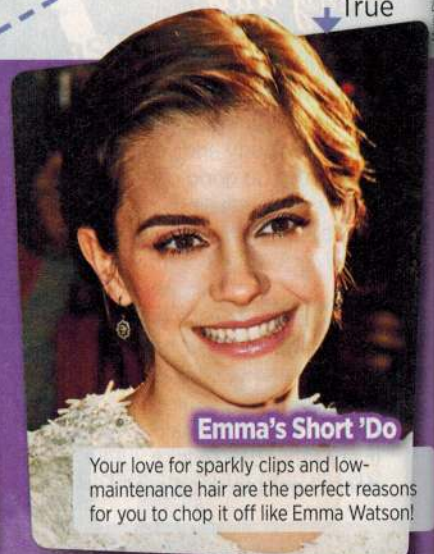 True
Emma's Short 'Do
Your love for sparkly clips and low-
maintenance hair are the perfect reasons
for you to chop it off like Emma Watson!